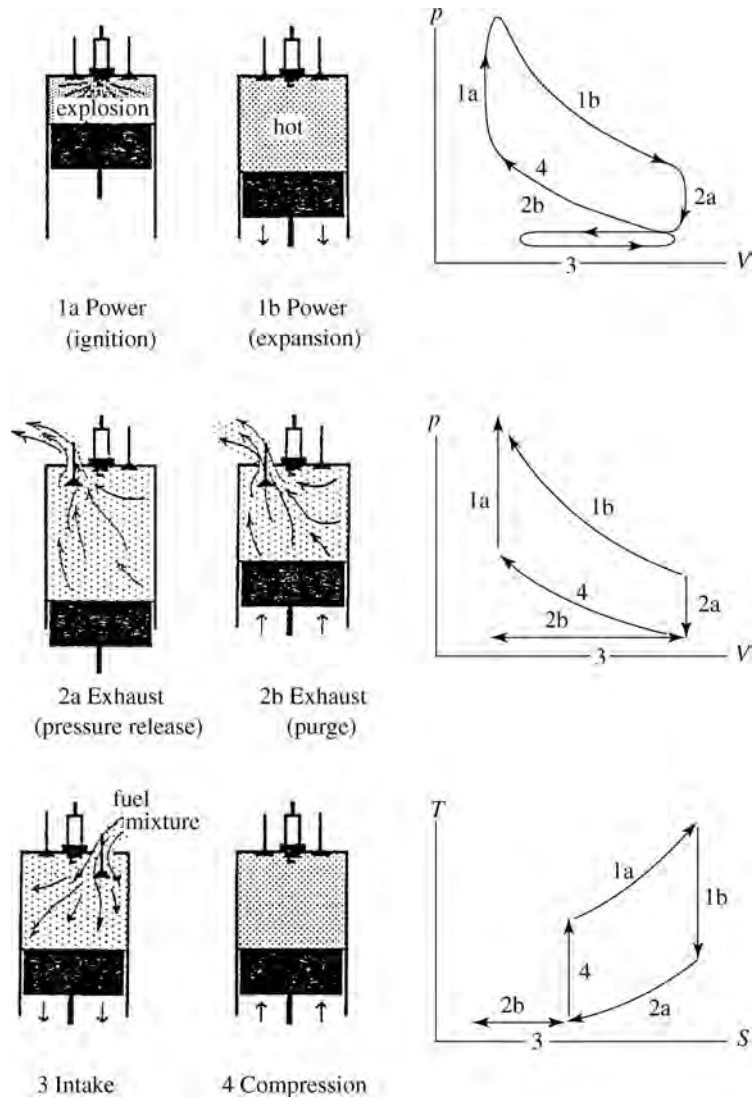 explosion
hot
1a Power
(ignition)
1b Power
(expansion)
p
1a
1b
4
2b
2a
3
V
2a Exhaust
(pressure release)
2b Exhaust
(purge)
p
1a
1b
4
2b
2a
3
V
fuel
mixture
3 Intake
4 Compression
T
1a
1b
4
2b
2a
3
S